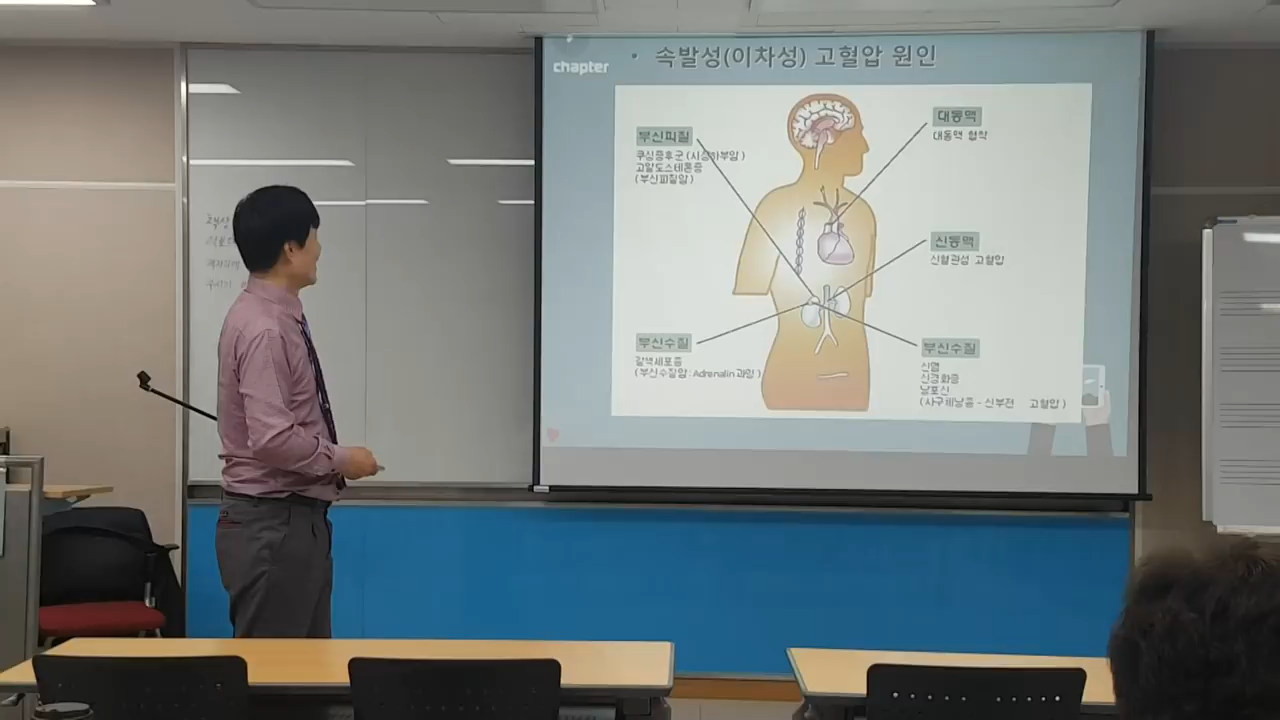 chapter
• 속발성(이차성) 고혈압 원인
부신피질
쿠싱증후군 (시상하부암)
고알도스테론증
(부신피질암)
대동맥
대동맥 협착
신동맥
신혈관성 고혈압
부신수질
갈색세포종
(부신수질암: Adrenalin 과잉)
부신수질
신염
신경화증
낭포신
(사구체낭종 - 신부전 고혈압)